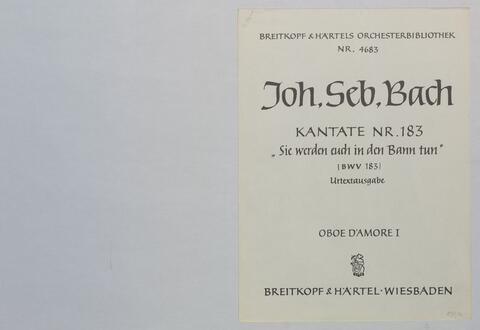 BREITKOPF & HÄRTELS ORCHESTERBIBLIOTHEK
NR. 4683
Joh. Seb. Bach
KANTATE NR. 183
„Sie werden euch in den Bann tun"
(BWV 183)
Urtextausgabe
OBOE D'AMORE I
BREITKOPF & HÄRTEL · WIESBADEN